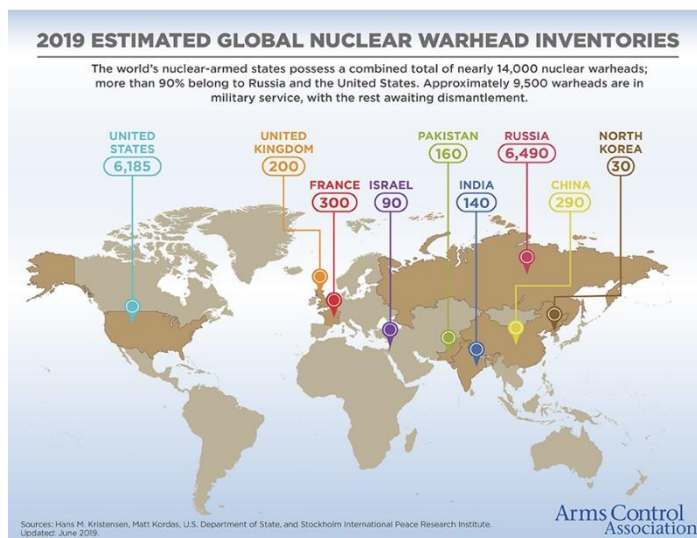 2019 ESTIMATED GLOBAL NUCLEAR WARHEAD INVENTORIES
The world's nuclear-armed states possess a combined total of nearly 14,000 nuclear warheads;
more than 90% belong to Russia and the United States. Approximately 9,500 warheads are in
military service, with the rest awaiting dismantlement.
UNITED
STATES
6,185
UNITED
KINGDOM
200
FRANCE
300
ISRAEL
90
PAKISTAN
160
INDIA
140
RUSSIA
6,490
CHINA
290
NORTH
KOREA
30
Sources: Hans M. Kristensen, Matt Kordas, U.S. Department of State, and Stockholm International Peace Research Institute.
Updated: June 2019.
Arms Control
Association